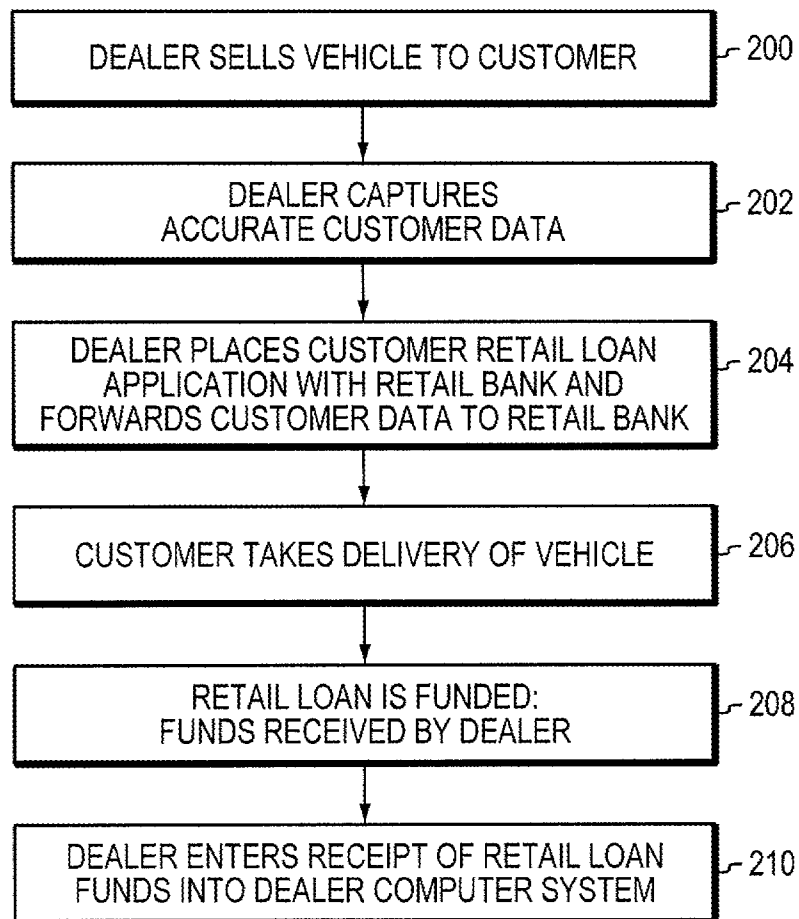 DEALER SELLS VEHICLE TO CUSTOMER
200
DEALER CAPTURES
ACCURATE CUSTOMER DATA
202
DEALER PLACES CUSTOMER RETAIL LOAN
APPLICATION WITH RETAIL BANK AND
FORWARDS CUSTOMER DATA TO RETAIL BANK
204
CUSTOMER TAKES DELIVERY OF VEHICLE
206
RETAIL LOAN IS FUNDED:
FUNDS RECEIVED BY DEALER
208
DEALER ENTERS RECEIPT OF RETAIL LOAN
FUNDS INTO DEALER COMPUTER SYSTEM
210